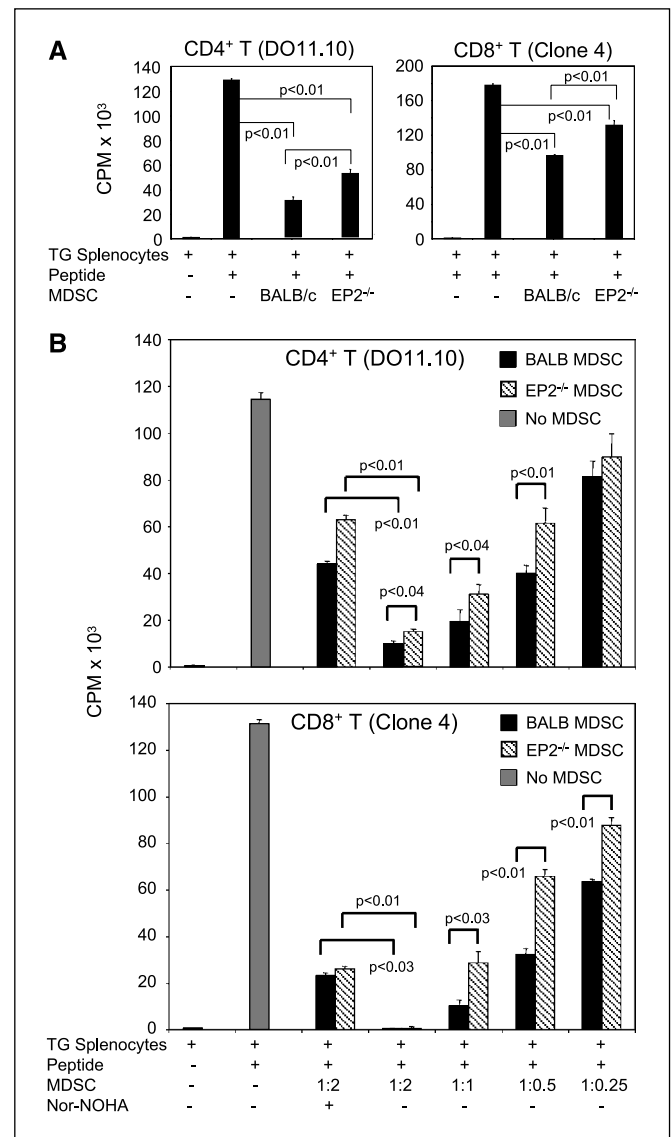 A
CD4+ T (DO11.10)
CPM x 10³
140
120
100
80
60
40
20
0
p<0.01
p<0.01
p<0.01
CD8+ T (Clone 4)
200
160
120
80
40
0
p<0.01
p<0.01
p<0.01
TG Splenocytes + + + + + + + +
Peptide - + + + + + + +
MDSC - - BALB/c EP2-/- - - BALB/c EP2-/-
B
CD4+ T (DO11.10)
BALB MDSC
EP2-/- MDSC
No MDSC
140
120
100
80
60
40
20
0
p<0.01
p<0.01
p<0.04
p<0.04
p<0.01
CPM x 10³
CD8+ T (Clone 4)
BALB MDSC
EP2-/- MDSC
No MDSC
140
120
100
80
60
40
20
0
p<0.01
p<0.03
p<0.03
p<0.01
p<0.01
TG Splenocytes + + + + + + +
Peptide - + + + + + +
MDSC - - 1:2 1:2 1:1 1:0.5 1:0.25
Nor-NOHA - - + - - - -